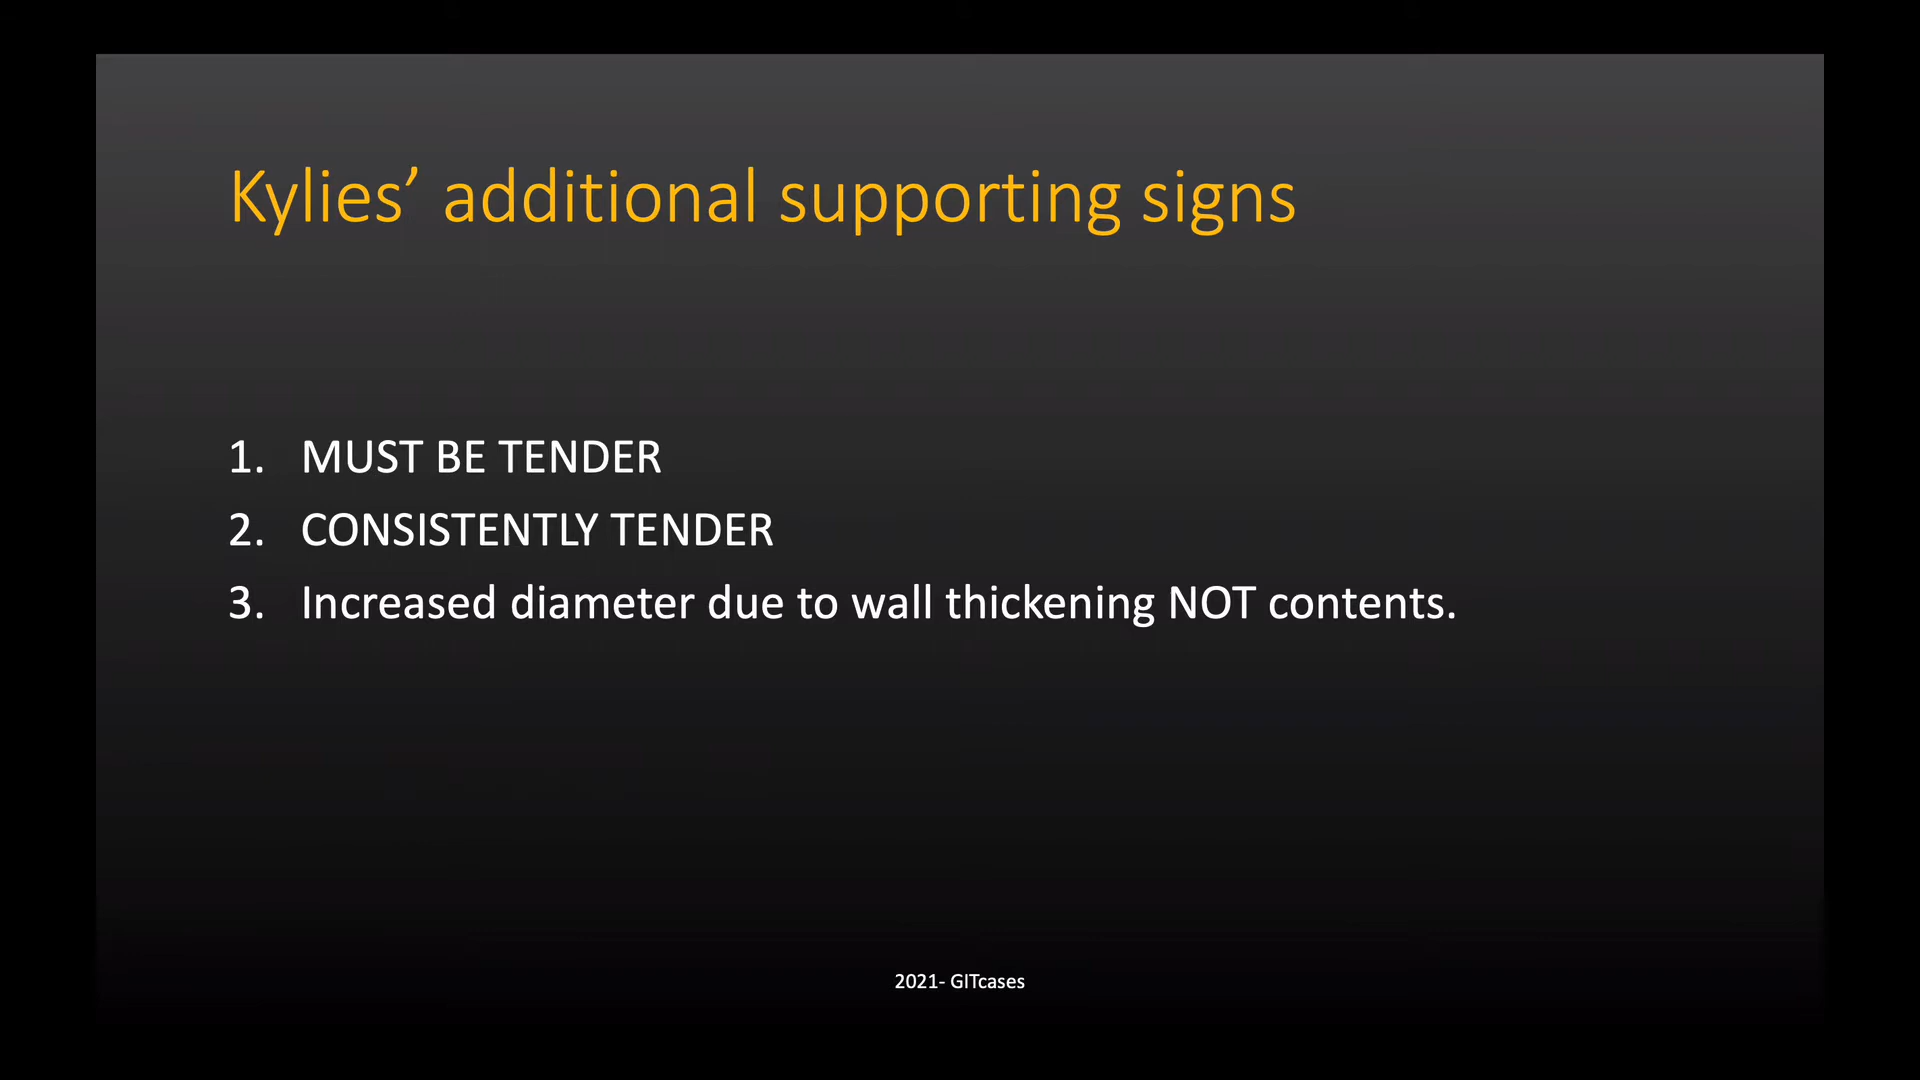 Kylies’ additional supporting signs
1. MUST BE TENDER
2. CONSISTENTLY TENDER
3. Increased diameter due to wall thickening NOT contents.
2021- GITcases